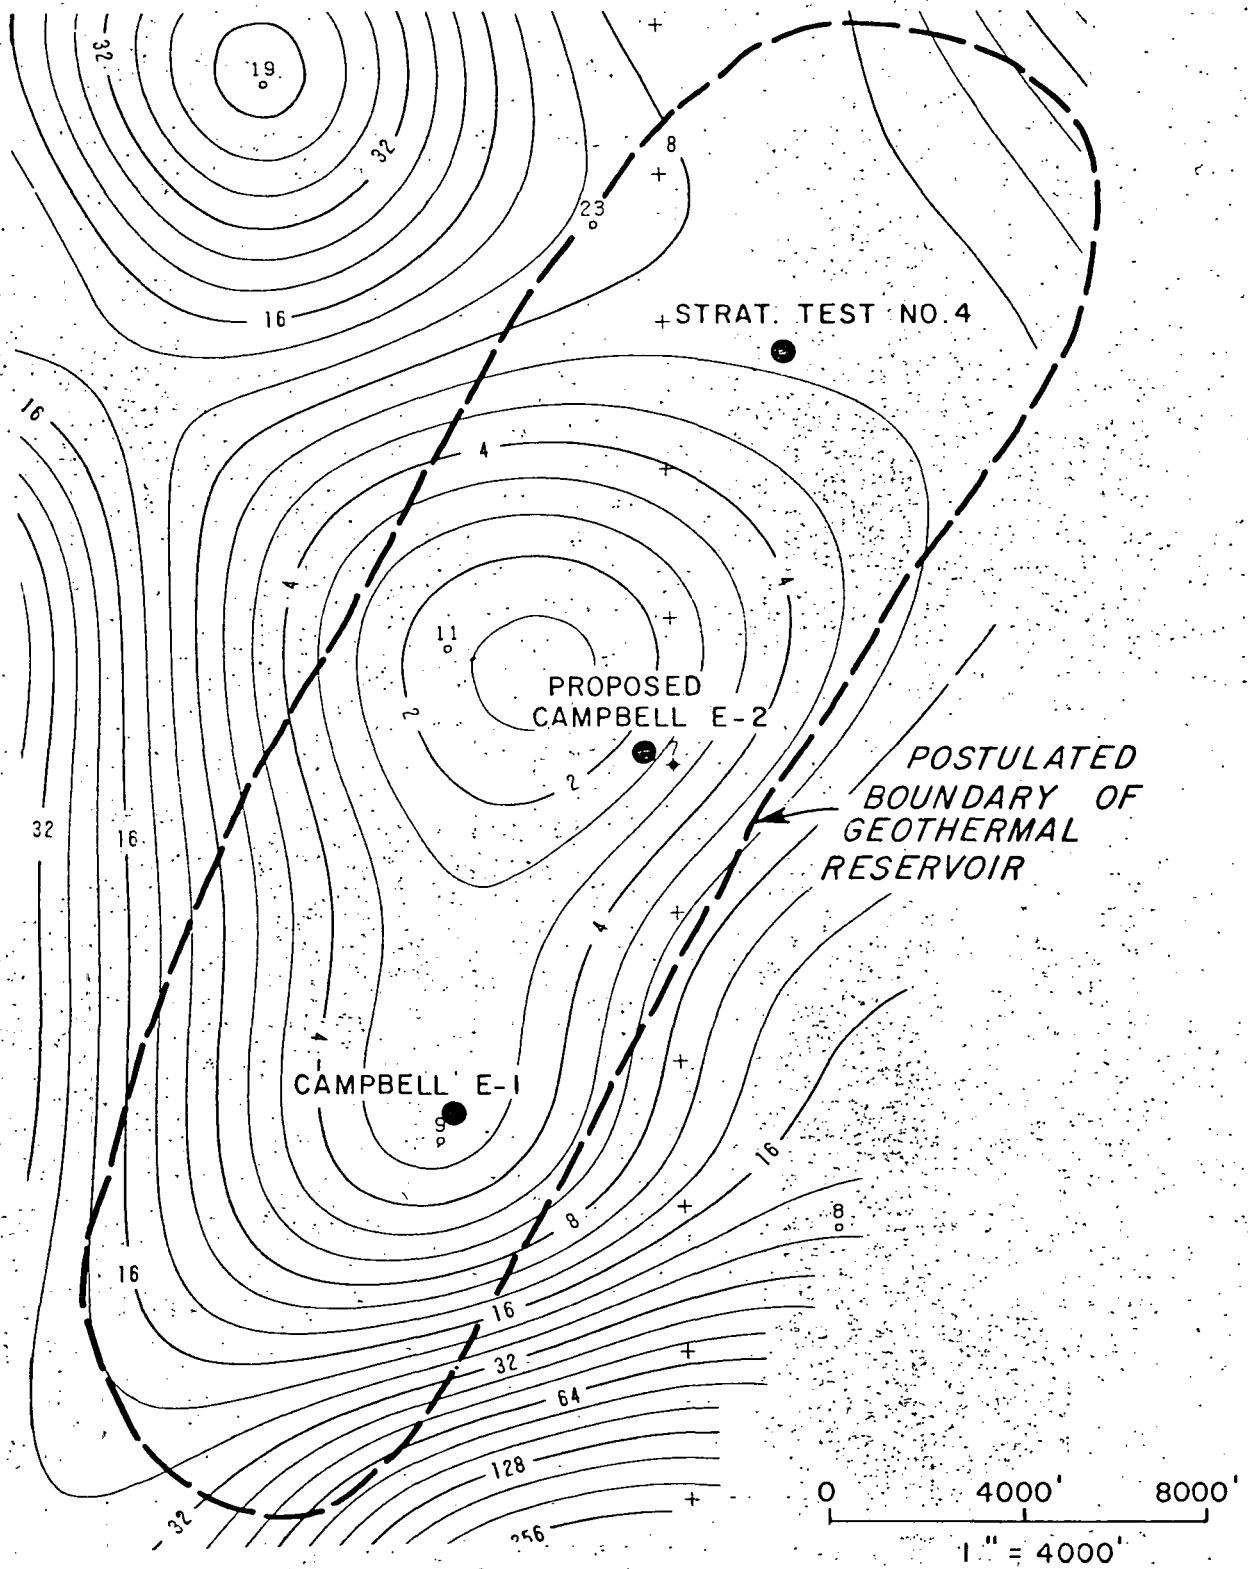 32
19
32
8
23
16
STRAT. TEST NO.4
16
4
4
4
11
PROPOSED
CAMPBELL E-2
2
7
2
POSTULATED
BOUNDARY OF
GEOTHERMAL
RESERVOIR
32
16
4
4
CAMPBELL E-1
9
16
8
8
16
16
32
64
128
32
256
0 4000' 8000'
1" = 4000'